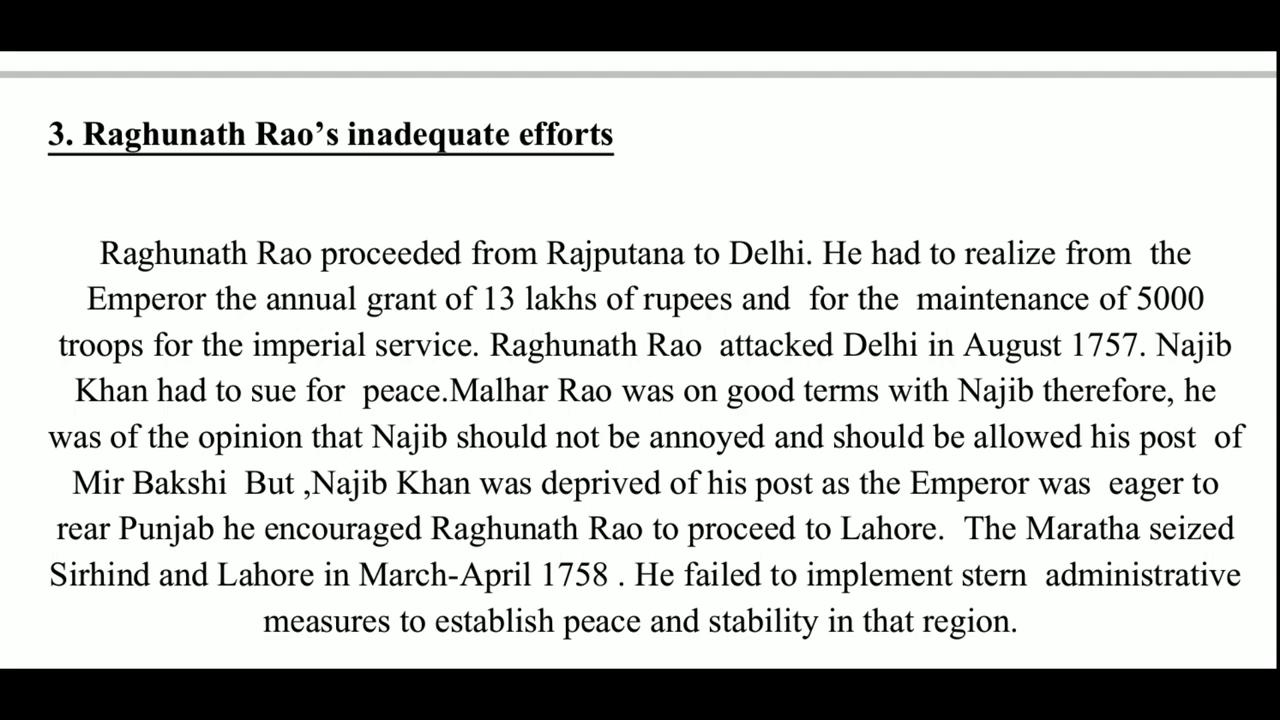 3. Raghunath Rao’s inadequate efforts
Raghunath Rao proceeded from Rajputana to Delhi. He had to realize from the
Emperor the annual grant of 13 lakhs of rupees and for the maintenance of 5000
troops for the imperial service. Raghunath Rao attacked Delhi in August 1757. Najib
Khan had to sue for peace.Malhar Rao was on good terms with Najib therefore, he
was of the opinion that Najib should not be annoyed and should be allowed his post of
Mir Bakshi But ,Najib Khan was deprived of his post as the Emperor was eager to
rear Punjab he encouraged Raghunath Rao to proceed to Lahore. The Maratha seized
Sirhind and Lahore in March-April 1758 . He failed to implement stern administrative
measures to establish peace and stability in that region.